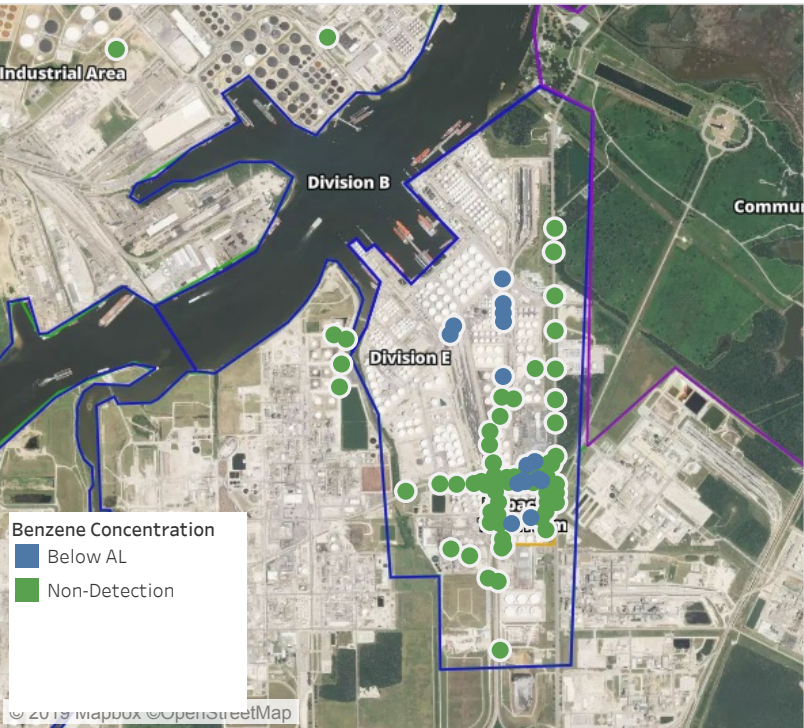 Industrial Area
Division B
Commu
Division E
Benzene Concentration
Below AL
Non-Detection
© 2019 Mapbox ©OpenStreetMap